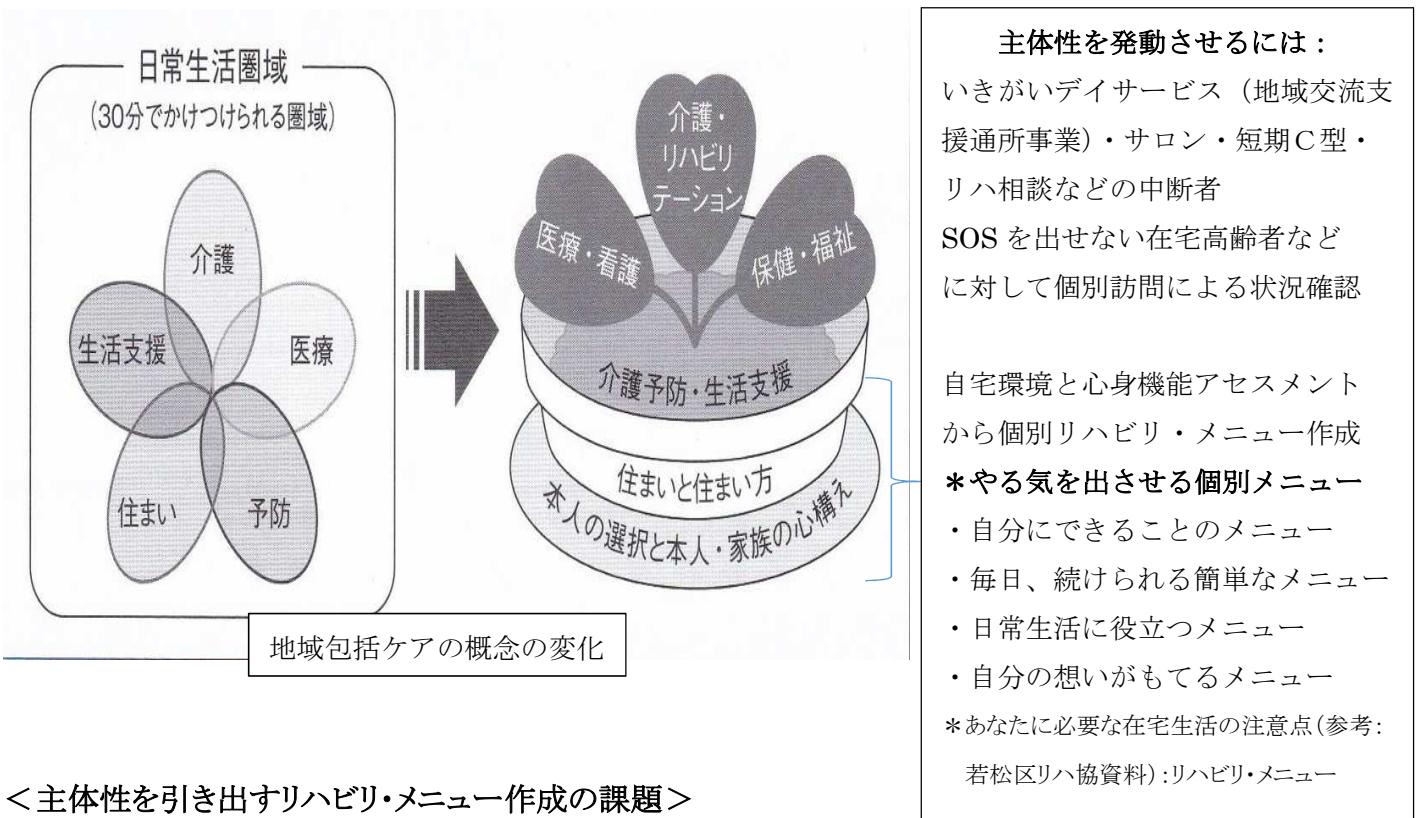 日常生活圏域
(30分でかけつけられる圏域)
介護
生活支援
医療
住まい
予防
介護・
リハビリ
テーション
医療・看護
保健・福祉
介護予防・生活支援
住まいと住まい方
本人の選択と本人・家族の心構え
地域包括ケアの概念の変化
主体性を発動させるには：
いきがいデイサービス（地域交流支
援通所事業）・サロン・短期Ｃ型・
リハ相談などの中断者
SOS を出せない在宅高齢者など
に対して個別訪問による状況確認
自宅環境と心身機能アセスメント
から個別リハビリ・メニュー作成
＊やる気を出させる個別メニュー
・自分にできることのメニュー
・毎日、続けられる簡単なメニュー
・日常生活に役立つメニュー
・自分の想いがもてるメニュー
＊あなたに必要な在宅生活の注意点（参考：
若松区リハ協資料）：リハビリ・メニュー
＜主体性を引き出すリハビリ・メニュー作成の課題＞